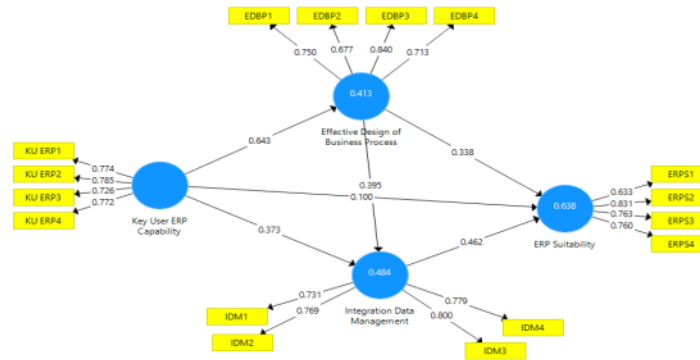 EDBP1
EDBP2
EDBP3
EDBP4
0.750
0.677
0.840
0.713
0.413
Effective Design of
Business Process
KU ERP1
KU ERP2
KU ERP3
KU ERP4
0.774
0.785
0.726
0.772
Key User ERP
Capability
0.643
0.338
0.395
0.100
0.373
0.462
0.638
ERP Suitability
0.633
0.831
0.763
0.760
ERPS1
ERPS2
ERPS3
ERPS4
0.484
Integration Data
Management
0.731
0.769
0.779
0.800
IDM1
IDM2
IDM4
IDM3